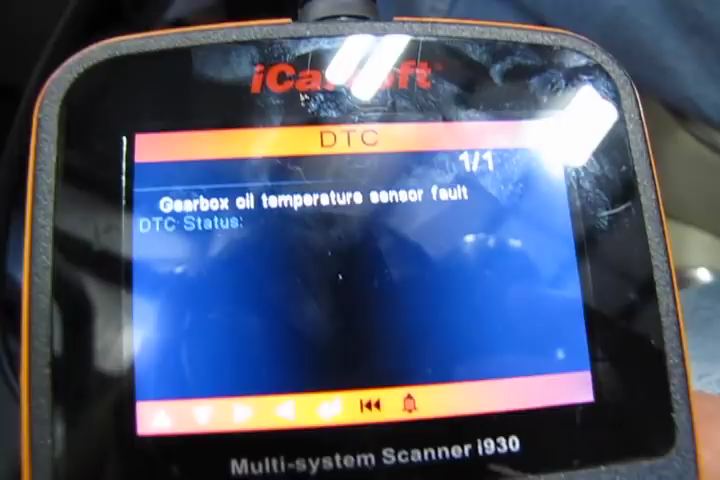 DTC
1/1
Gearbox oil temperature sensor fault
DTC Status:
Multi-system Scanner i930